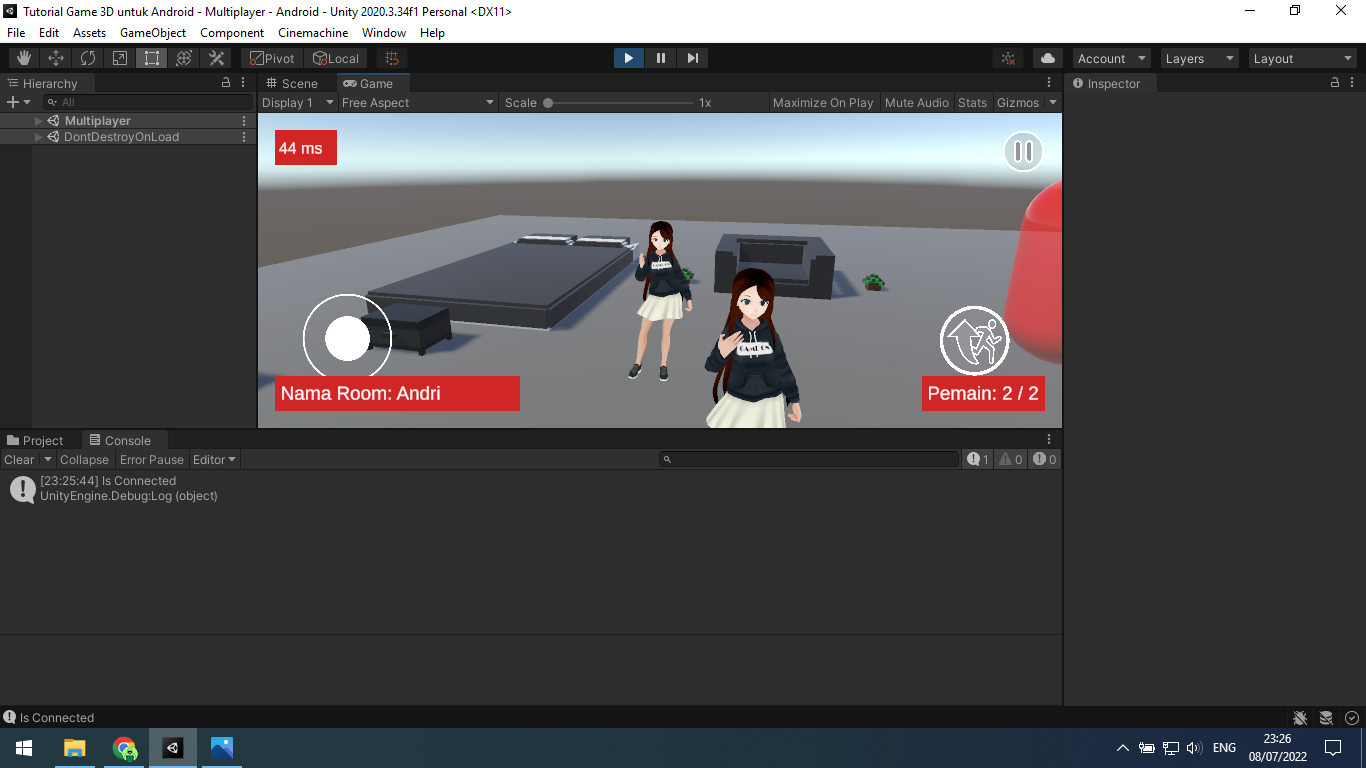 Tutorial Game 3D untuk Android - Multiplayer - Android - Unity 2020.3.34f1 Personal <DX11>
File Edit Assets GameObject Component Cinemachine Window Help
Pivot Local Account Layers Layout
Hierarchy
All
Multiplayer
DontDestroyOnLoad
Scene Game
Display 1 Free Aspect Scale 1x Maximize On Play Mute Audio Stats Gizmos
44 ms
GAME ON
GAME ON
Nama Room: Andri
Pemain: 2 / 2
Inspector
Project Console
Clear Collapse Error Pause Editor 1 0 0
[23:25:44] Is Connected
UnityEngine.Debug:Log (object)
Is Connected
ENG
23:26
08/07/2022